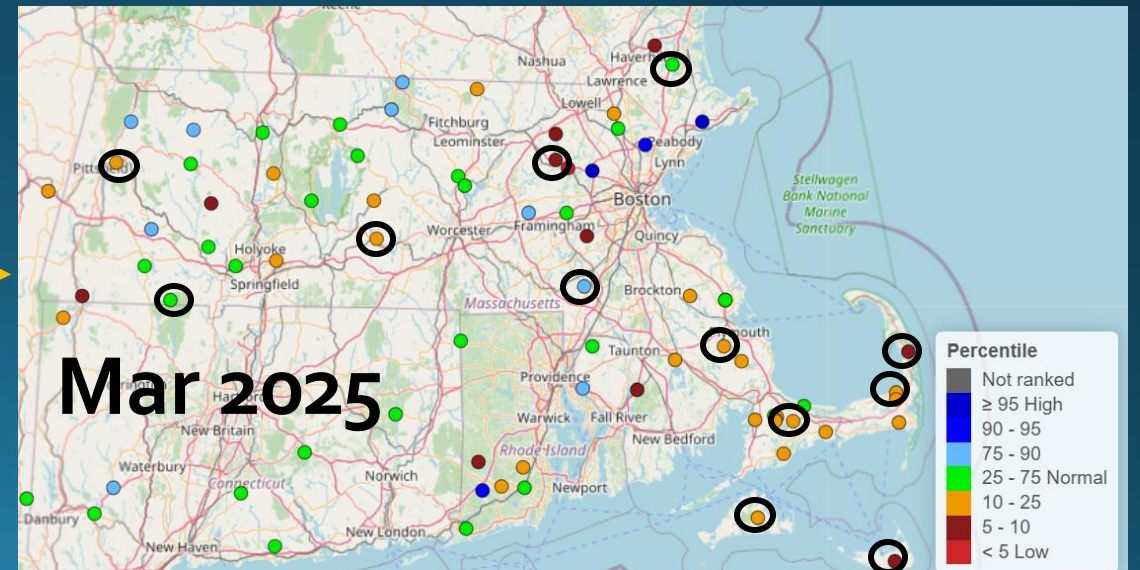 Keene
Nashua
Lawrence
Lowell
Fitchburg
Leominster
Peabody
Lynn
Pittsfield
Stellwagen
Bank National
Marine
Sanctuary
Boston
Framingham
Worcester
Quincy
Holyoke
Springfield
Brockton
Massachusetts
Taunton
Percentile
Not ranked
≥ 95 High
90 - 95
75 - 90
25 - 75 Normal
10 - 25
5 - 10
< 5 Low
Mar 2025
Providence
Warwick
Fall River
New Britain
New Bedford
Rhode Island
Waterbury
Connecticut
Norwich
Newport
Danbury
New London
New Haven